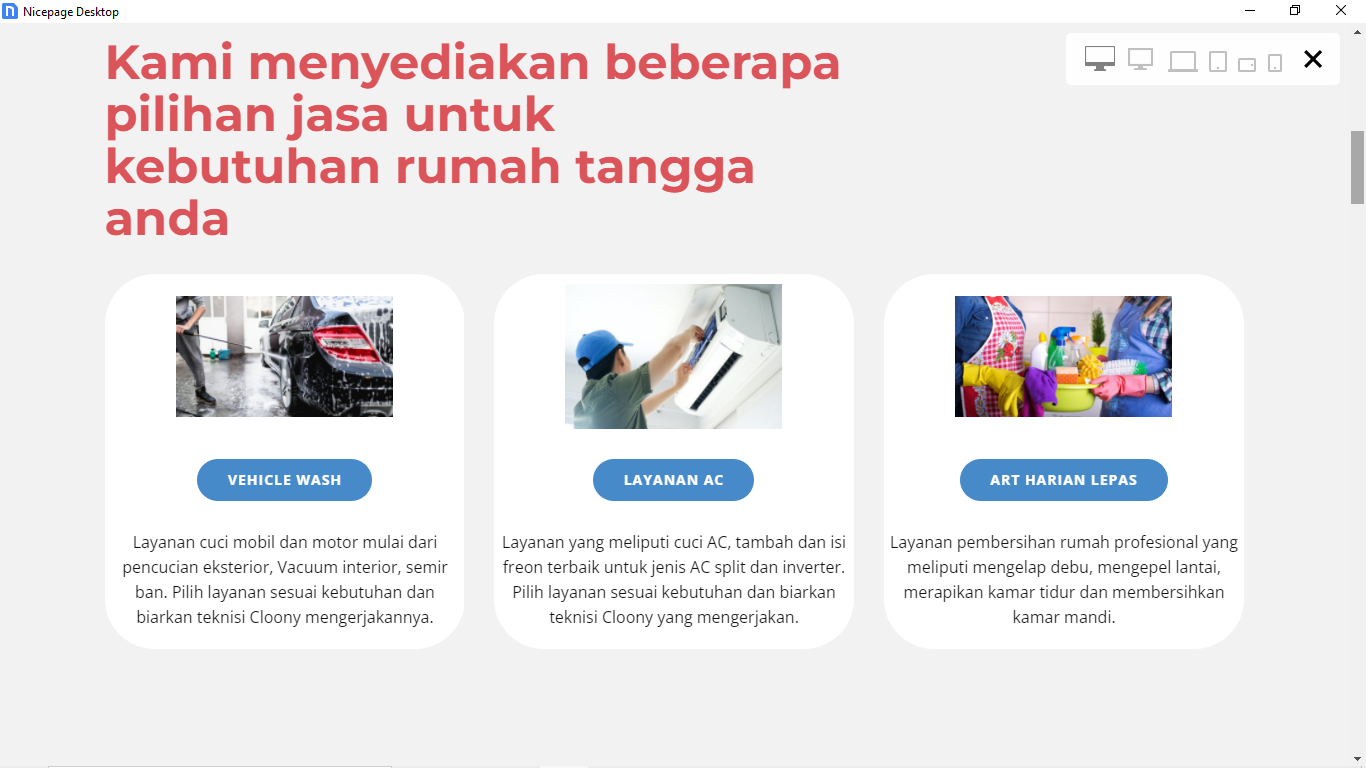 Nicepage Desktop
Kami menyediakan beberapa
pilihan jasa untuk
kebutuhan rumah tangga
anda
VEHICLE WASH
Layanan cuci mobil dan motor mulai dari
pencucian eksterior, Vacuum interior, semir
ban. Pilih layanan sesuai kebutuhan dan
biarkan teknisi Cloony mengerjakannya.
LAYANAN AC
Layanan yang meliputi cuci AC, tambah dan isi
freon terbaik untuk jenis AC split dan inverter.
Pilih layanan sesuai kebutuhan dan biarkan
teknisi Cloony yang mengerjakan.
ART HARIAN LEPAS
Layanan pembersihan rumah profesional yang
meliputi mengelap debu, mengepel lantai,
merapikan kamar tidur dan membersihkan
kamar mandi.